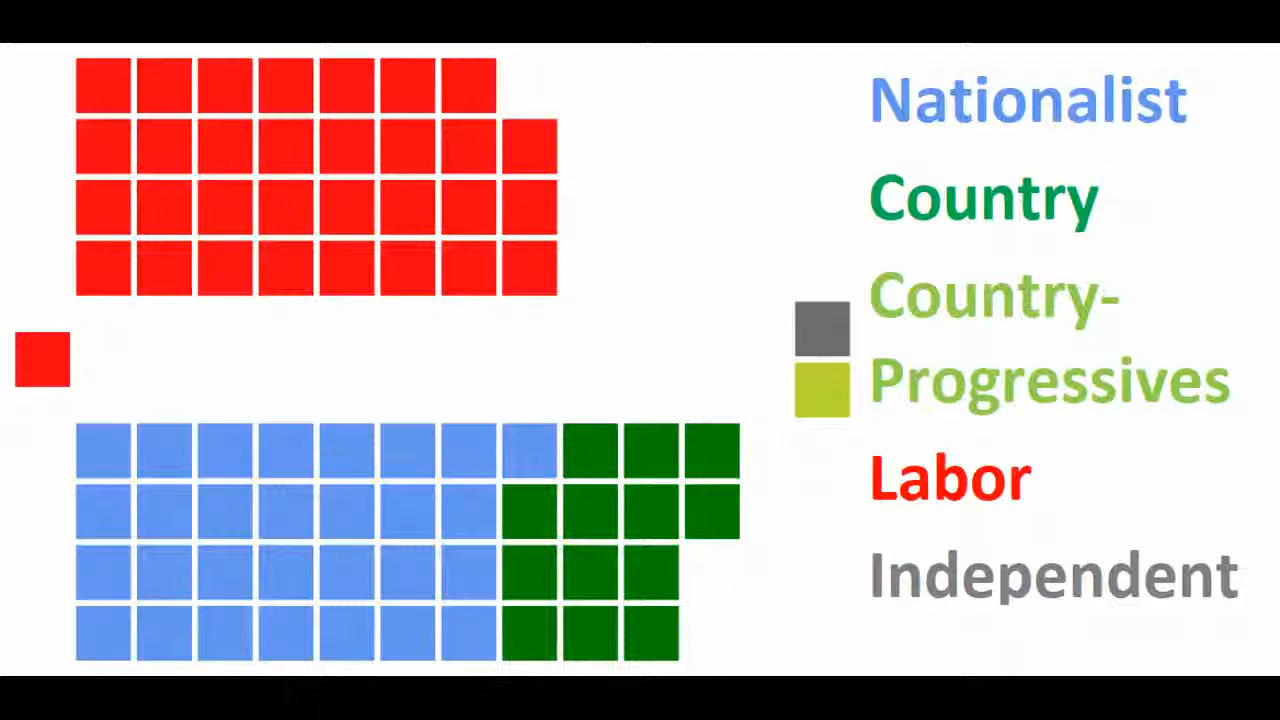 Nationalist
Country
Country-
Progressives
Labor
Independent